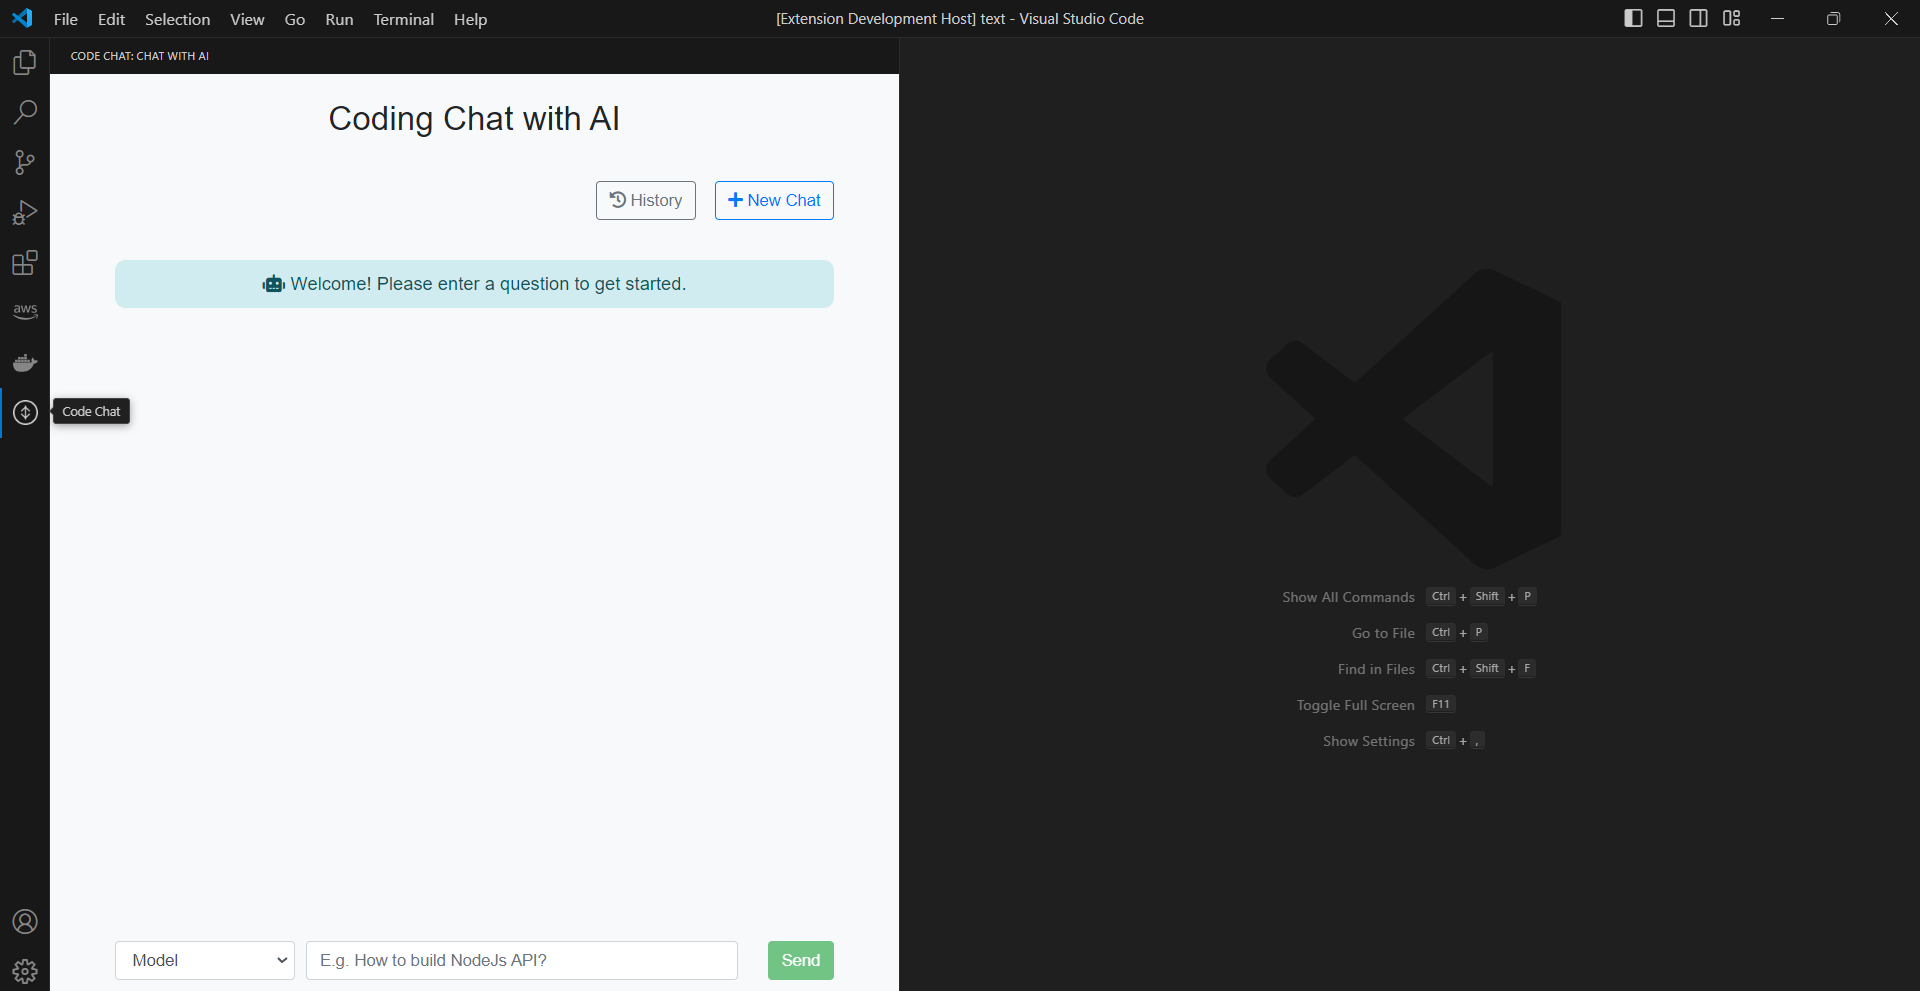 File Edit Selection View Go Run Terminal Help
[Extension Development Host] text - Visual Studio Code
CODE CHAT: CHAT WITH AI
Coding Chat with AI
History
New Chat
Welcome! Please enter a question to get started.
aws
Code Chat
Show All Commands Ctrl + Shift + P
Go to File Ctrl + P
Find in Files Ctrl + Shift + F
Toggle Full Screen F11
Show Settings Ctrl + ,
Model
E.g. How to build NodeJs API?
Send